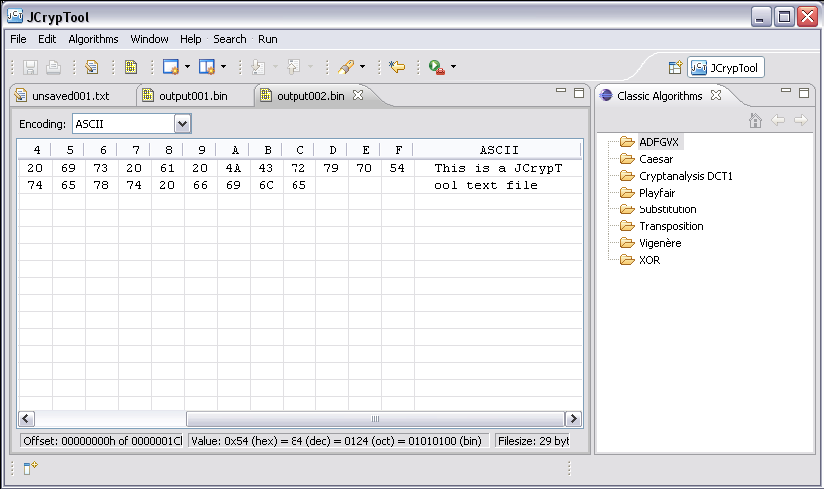 JCrypTool
File Edit Algorithms Window Help Search Run
JCrypTool
unsaved001.txt output001.bin output002.bin
Classic Algorithms
Encoding: ASCII
4 5 6 7 8 9 A B C D E F ASCII
20 69 73 20 61 20 4A 43 72 79 70 54 This is a JCrypT
74 65 78 74 20 66 69 6C 65 ool text file
ADFGVX
Caesar
Cryptanalysis DCT1
Playfair
Substitution
Transposition
Vigenère
XOR
Offset: 00000000h of 0000001Cl Value: 0x54 (hex) = 84 (dec) = 0124 (oct) = 01010100 (bin) Filesize: 29 byt